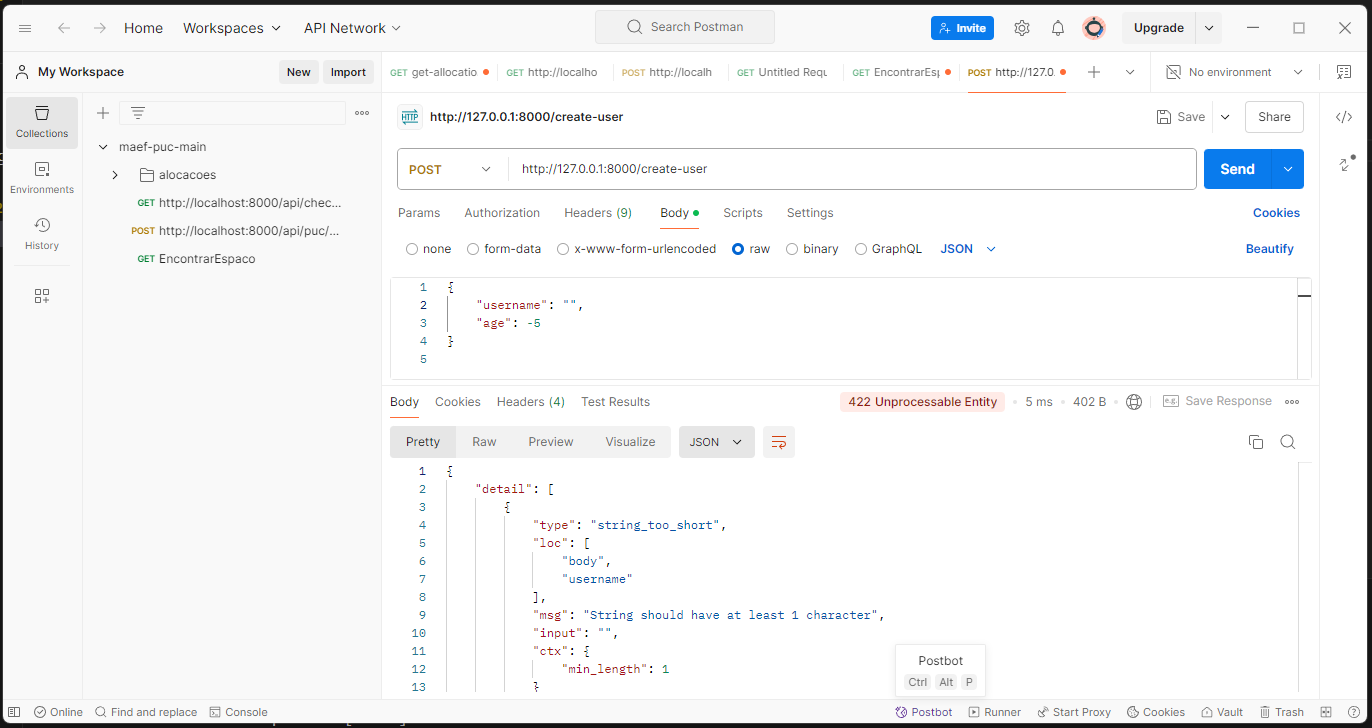 Home Workspaces API Network Search Postman Invite Upgrade
My Workspace New Import GET get-allocatio GET http://localho POST http://localh GET Untitled Requ GET EncontrarEsp POST http://127.0. No environment
Collections
Environments
History
maef-puc-main
alocacoes
GET http://localhost:8000/api/chec...
POST http://localhost:8000/api/puc/...
GET EncontrarEspaco
HTTP http://127.0.0.1:8000/create-user Save Share
POST http://127.0.0.1:8000/create-user Send
Params Authorization Headers (9) Body Scripts Settings Cookies
none form-data x-www-form-urlencoded raw binary GraphQL JSON Beautify
1 {
2 "username": "",
3 "age": -5
4 }
5
Body Cookies Headers (4) Test Results 422 Unprocessable Entity 5 ms 402 B e.g. Save Response
Pretty Raw Preview Visualize JSON
1 {
2 "detail": [
3 {
4 "type": "string_too_short",
5 "loc": [
6 "body",
7 "username"
8 ],
9 "msg": "String should have at least 1 character",
10 "input": "",
11 "ctx": {
12 "min_length": 1
13 }
Postbot
Ctrl Alt P
Online Find and replace Console Postbot Runner Start Proxy Cookies Vault Trash